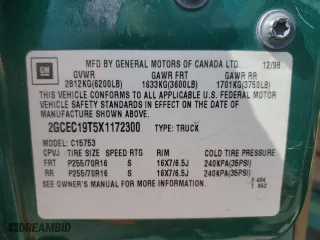 GM
MFD BY GENERAL MOTORS OF CANADA LTD. 12/98
GVWR GAWR FRT GAWR RR
2812KG(6200LB) 1633KG(3600LB) 1701KG(3750LB)
THIS VEHICLE CONFORMS TO ALL APPLICABLE U.S. FEDERAL MOTOR
VEHICLE SAFETY STANDARDS IN EFFECT ON THE DATE OF
MANUFACTURE SHOWN ABOVE.
2GCEC19T5X1172300 TYPE: TRUCK
MODEL: C15753
CPVJ TIRE SIZE SPEED RTG RIM COLD TIRE PRESSURE
FRT P255/70R16 S 16X7/6.5J 240KPA(35PSI)
RR P255/70R16 S 16X7/6.5J 240KPA(35PSI)
SEE OWNER'S MANUAL FOR MORE INFORMATION.